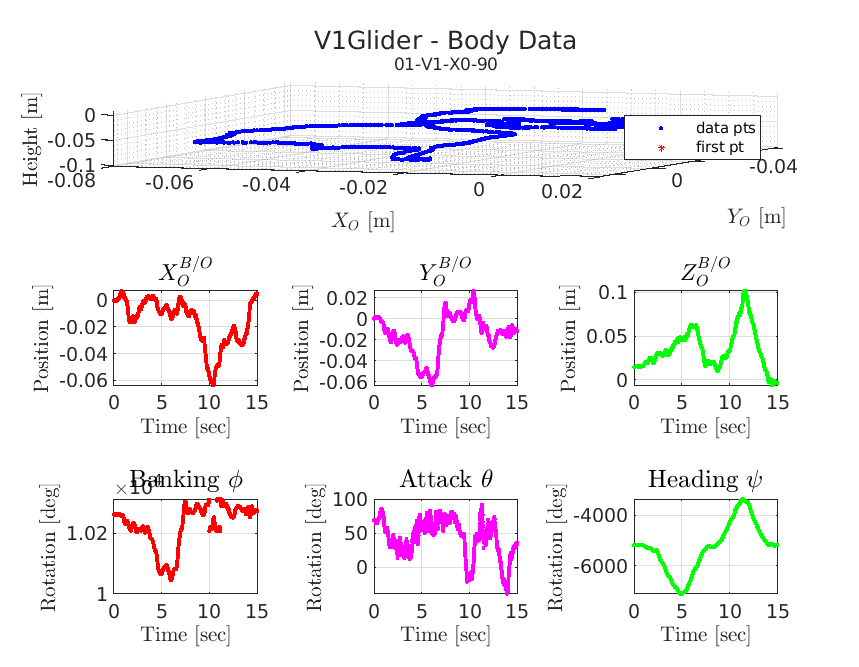 V1Glider - Body Data
01-V1-X0-90
Height [m]
0
-0.05
-0.1
-0.08
-0.06
-0.04
-0.02
0
0.02
0
-0.04
X_O [m]
Y_O [m]
data pts
first pt
X_O^{B/O}
Position [m]
0
-0.02
-0.04
-0.06
0 5 10 15
Time [sec]
Y_O^{B/O}
Position [m]
0.02
0
-0.02
-0.04
-0.06
0 5 10 15
Time [sec]
Z_O^{B/O}
Position [m]
0.1
0.05
0
0 5 10 15
Time [sec]
Banking ϕ
×10^4
Rotation [deg]
1.02
1
0 5 10 15
Time [sec]
Attack θ
Rotation [deg]
100
50
0
0 5 10 15
Time [sec]
Heading ψ
Rotation [deg]
-4000
-6000
0 5 10 15
Time [sec]